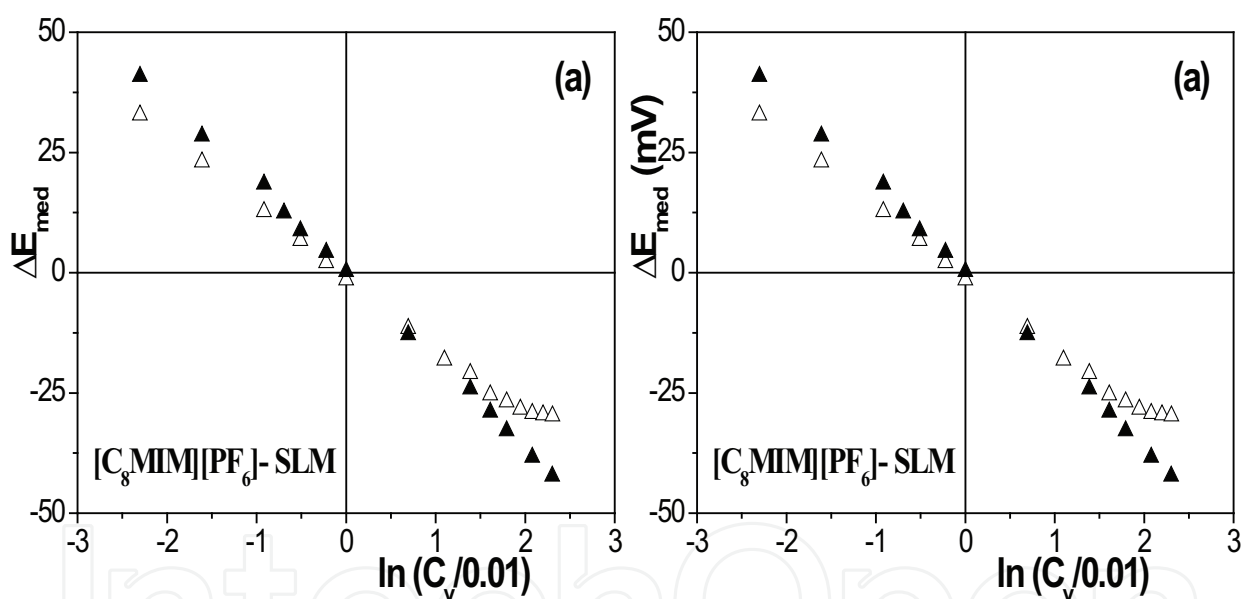 50
(a)
25
ΔE_med
0
-25
[C₈MIM][PF₆]- SLM
-50
-3 -2 -1 0 1 2 3
ln (C_v/0.01)
50
(a)
25
ΔE_med (mV)
0
-25
[C₈MIM][PF₆]- SLM
-50
-3 -2 -1 0 1 2 3
ln (C_v/0.01)